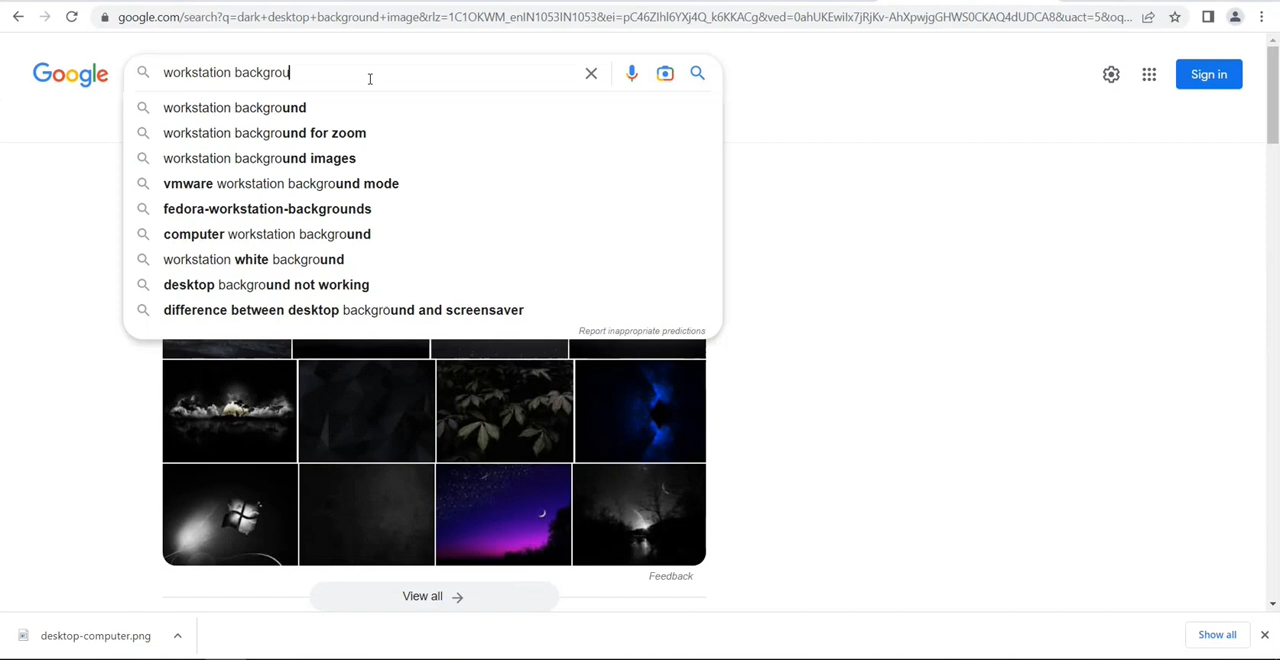 google.com/search?q=dark+desktop+background+image&rlz=1C1OKWM_enIN1053IN1053&ei=pC46ZIhl6YXj4Q_k6KKACg&ved=0ahUKEwiIx7jRjKv-AhXpwjgGHWS0CKAQ4dUDCA8&uact=5&oq...
Google
workstation backgrou
Sign in
workstation background
workstation background for zoom
workstation background images
vmware workstation background mode
fedora-workstation-backgrounds
computer workstation background
workstation white background
desktop background not working
difference between desktop background and screensaver
Report inappropriate predictions
Feedback
View all
desktop-computer.png
Show all